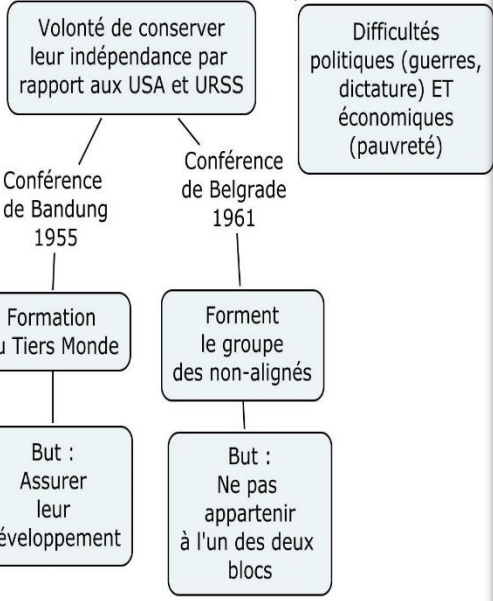 Volonté de conserver
leur indépendance par
rapport aux USA et URSS
Difficultés
politiques (guerres,
dictature) ET
économiques
(pauvreté)
Conférence
de Bandung
1955
Conférence
de Belgrade
1961
Formation
u Tiers Monde
Forment
le groupe
des non-alignés
But :
Assurer
leur
éveloppement
But :
Ne pas
appartenir
à l'un des deux
blocs